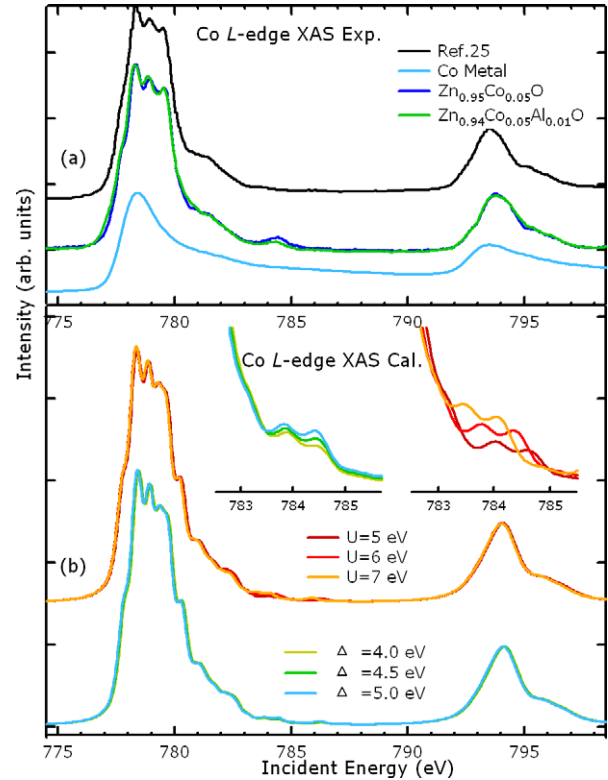 Co L-edge XAS Exp.
Ref.25
Co Metal
Zn0.95Co0.05O
Zn0.94Co0.05Al0.01O
(a)
775 780 785 790 795
Intensity (arb. units)
Co L-edge XAS Cal.
783 784 785
783 784 785
U=5 eV
U=6 eV
U=7 eV
(b)
Δ =4.0 eV
Δ =4.5 eV
Δ =5.0 eV
775 780 785 790 795
Incident Energy (eV)